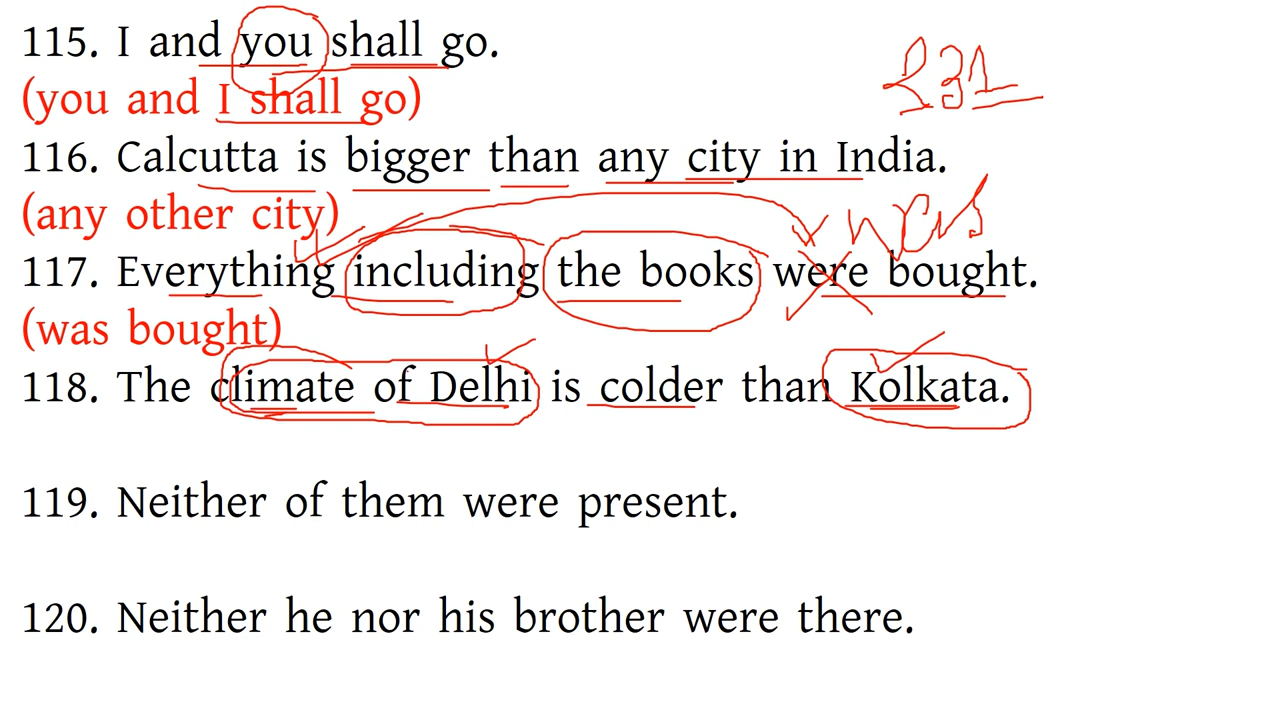 115. I and you shall go.
231
(you and I shall go)
116. Calcutta is bigger than any city in India.
(any other city)
117. Everything including the books were bought.
(was bought)
118. The climate of Delhi is colder than Kolkata.
119. Neither of them were present.
120. Neither he nor his brother were there.